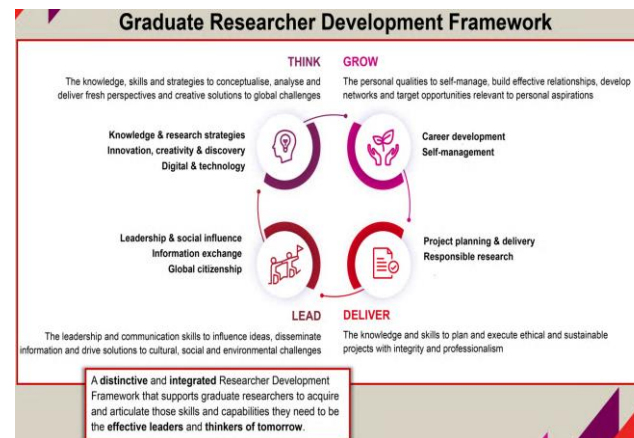 Graduate Researcher Development Framework
THINK
The knowledge, skills and strategies to conceptualise, analyse and
deliver fresh perspectives and creative solutions to global challenges
Knowledge & research strategies
Innovation, creativity & discovery
Digital & technology
GROW
The personal qualities to self-manage, build effective relationships, develop
networks and target opportunities relevant to personal aspirations
Career development
Self-management
Leadership & social influence
Information exchange
Global citizenship
LEAD
The leadership and communication skills to influence ideas, disseminate
information and drive solutions to cultural, social and environmental challenges
Project planning & delivery
Responsible research
DELIVER
The knowledge and skills to plan and execute ethical and sustainable
projects with integrity and professionalism
A distinctive and integrated Researcher Development
Framework that supports graduate researchers to acquire
and articulate those skills and capabilities they need to be
the effective leaders and thinkers of tomorrow.